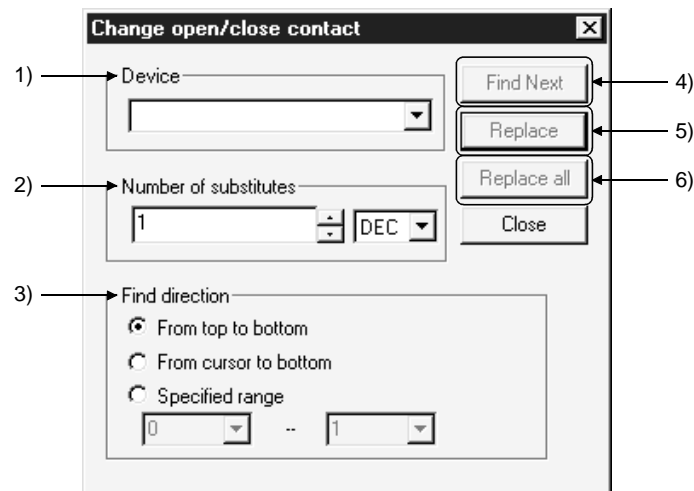 Change open/close contact
1) Device Find Next 4)
Replace 5)
2) Number of substitutes Replace all 6)
1 DEC Close
3) Find direction
From top to bottom
From cursor to bottom
Specified range
0 -- 1